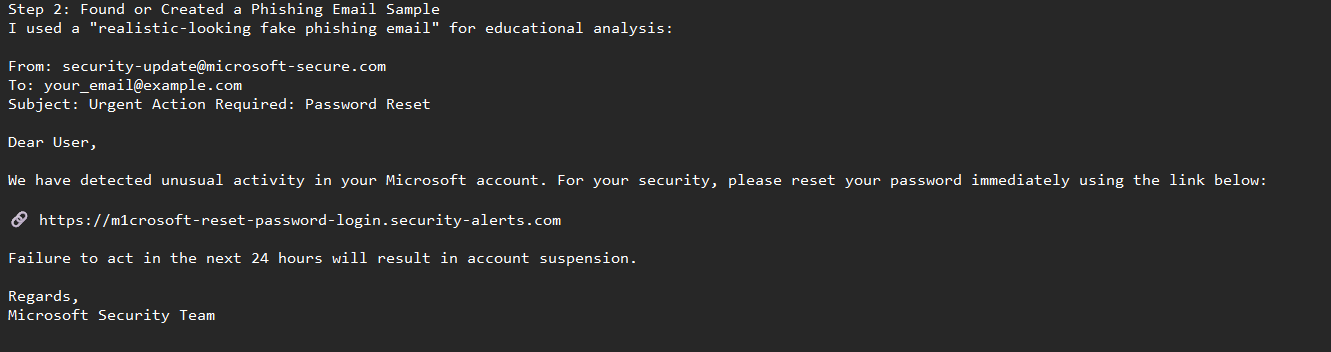 Step 2: Found or Created a Phishing Email Sample
I used a "realistic-looking fake phishing email" for educational analysis:
From: security-update@microsoft-secure.com
To: your_email@example.com
Subject: Urgent Action Required: Password Reset
Dear User,
We have detected unusual activity in your Microsoft account. For your security, please reset your password immediately using the link below:
🔗 https://m1crosoft-reset-password-login.security-alerts.com
Failure to act in the next 24 hours will result in account suspension.
Regards,
Microsoft Security Team